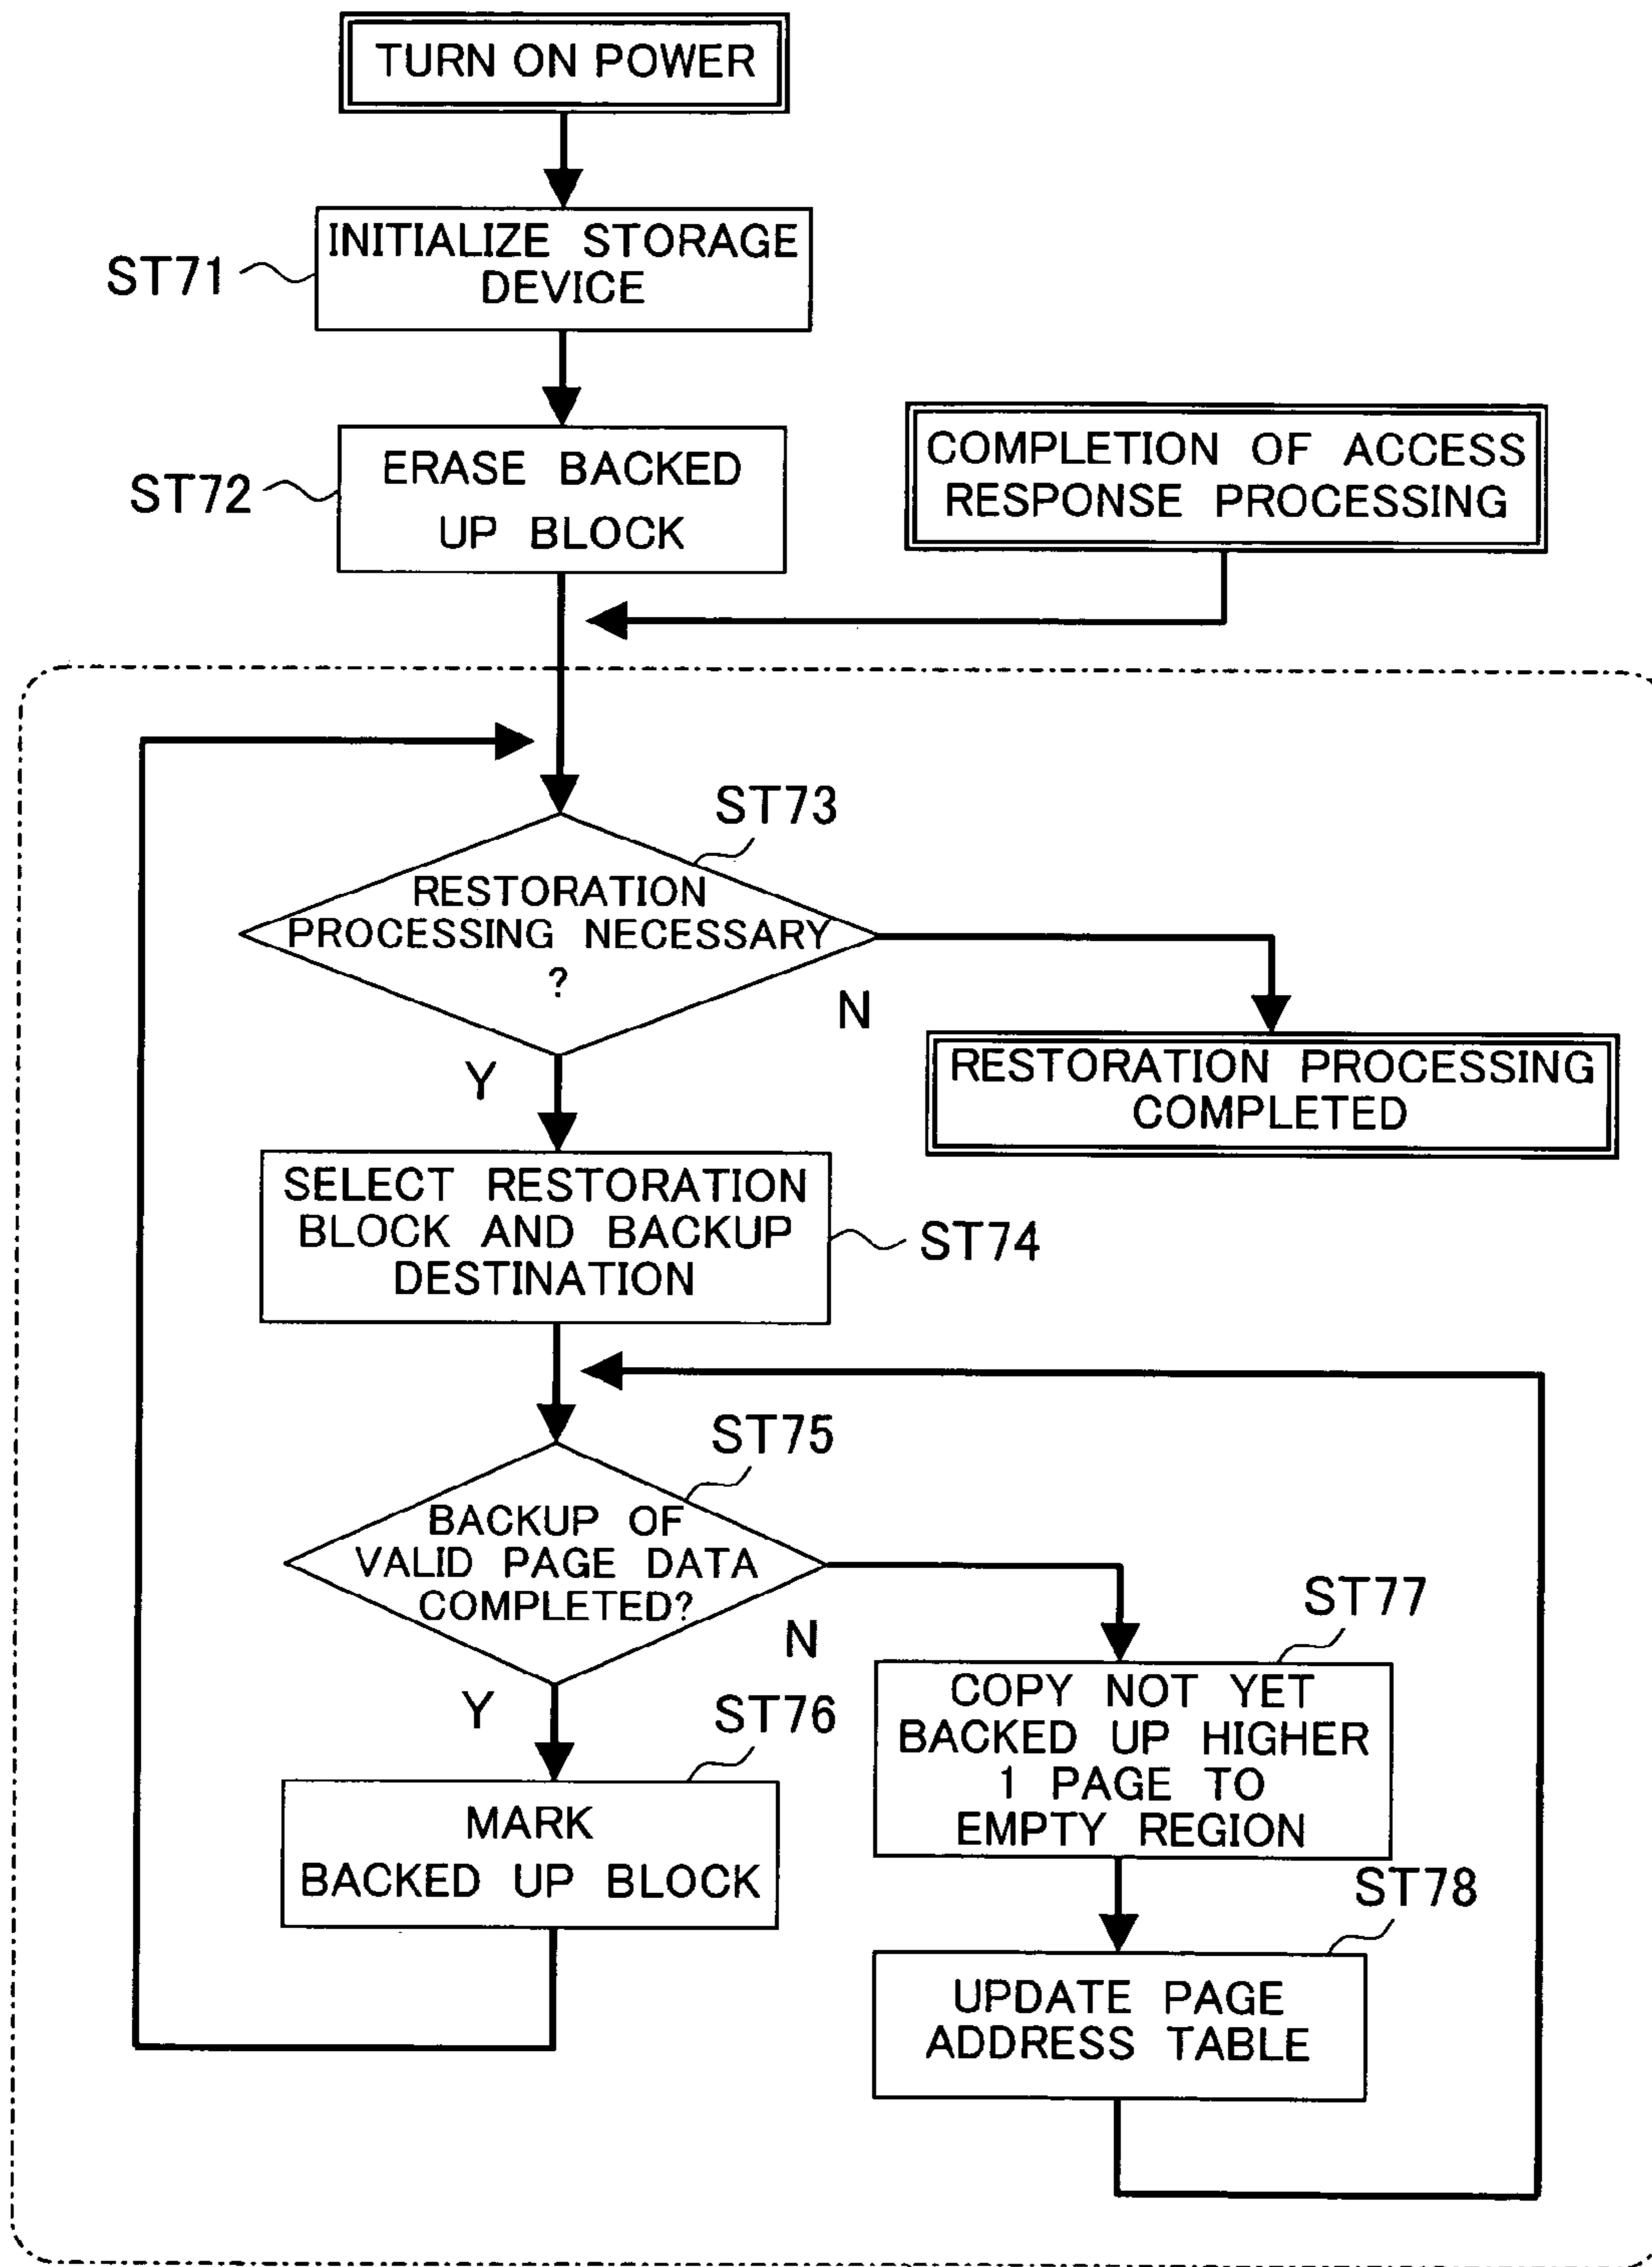 TURN ON POWER
ST71
INITIALIZE STORAGE
DEVICE
ST72
ERASE BACKED
UP BLOCK
COMPLETION OF ACCESS
RESPONSE PROCESSING
ST73
RESTORATION
PROCESSING NECESSARY
?
N
Y
RESTORATION PROCESSING
COMPLETED
SELECT RESTORATION
BLOCK AND BACKUP
DESTINATION
ST74
ST75
BACKUP OF
VALID PAGE DATA
COMPLETED?
N
Y
ST76
MARK
BACKED UP BLOCK
ST77
COPY NOT YET
BACKED UP HIGHER
1 PAGE TO
EMPTY REGION
ST78
UPDATE PAGE
ADDRESS TABLE